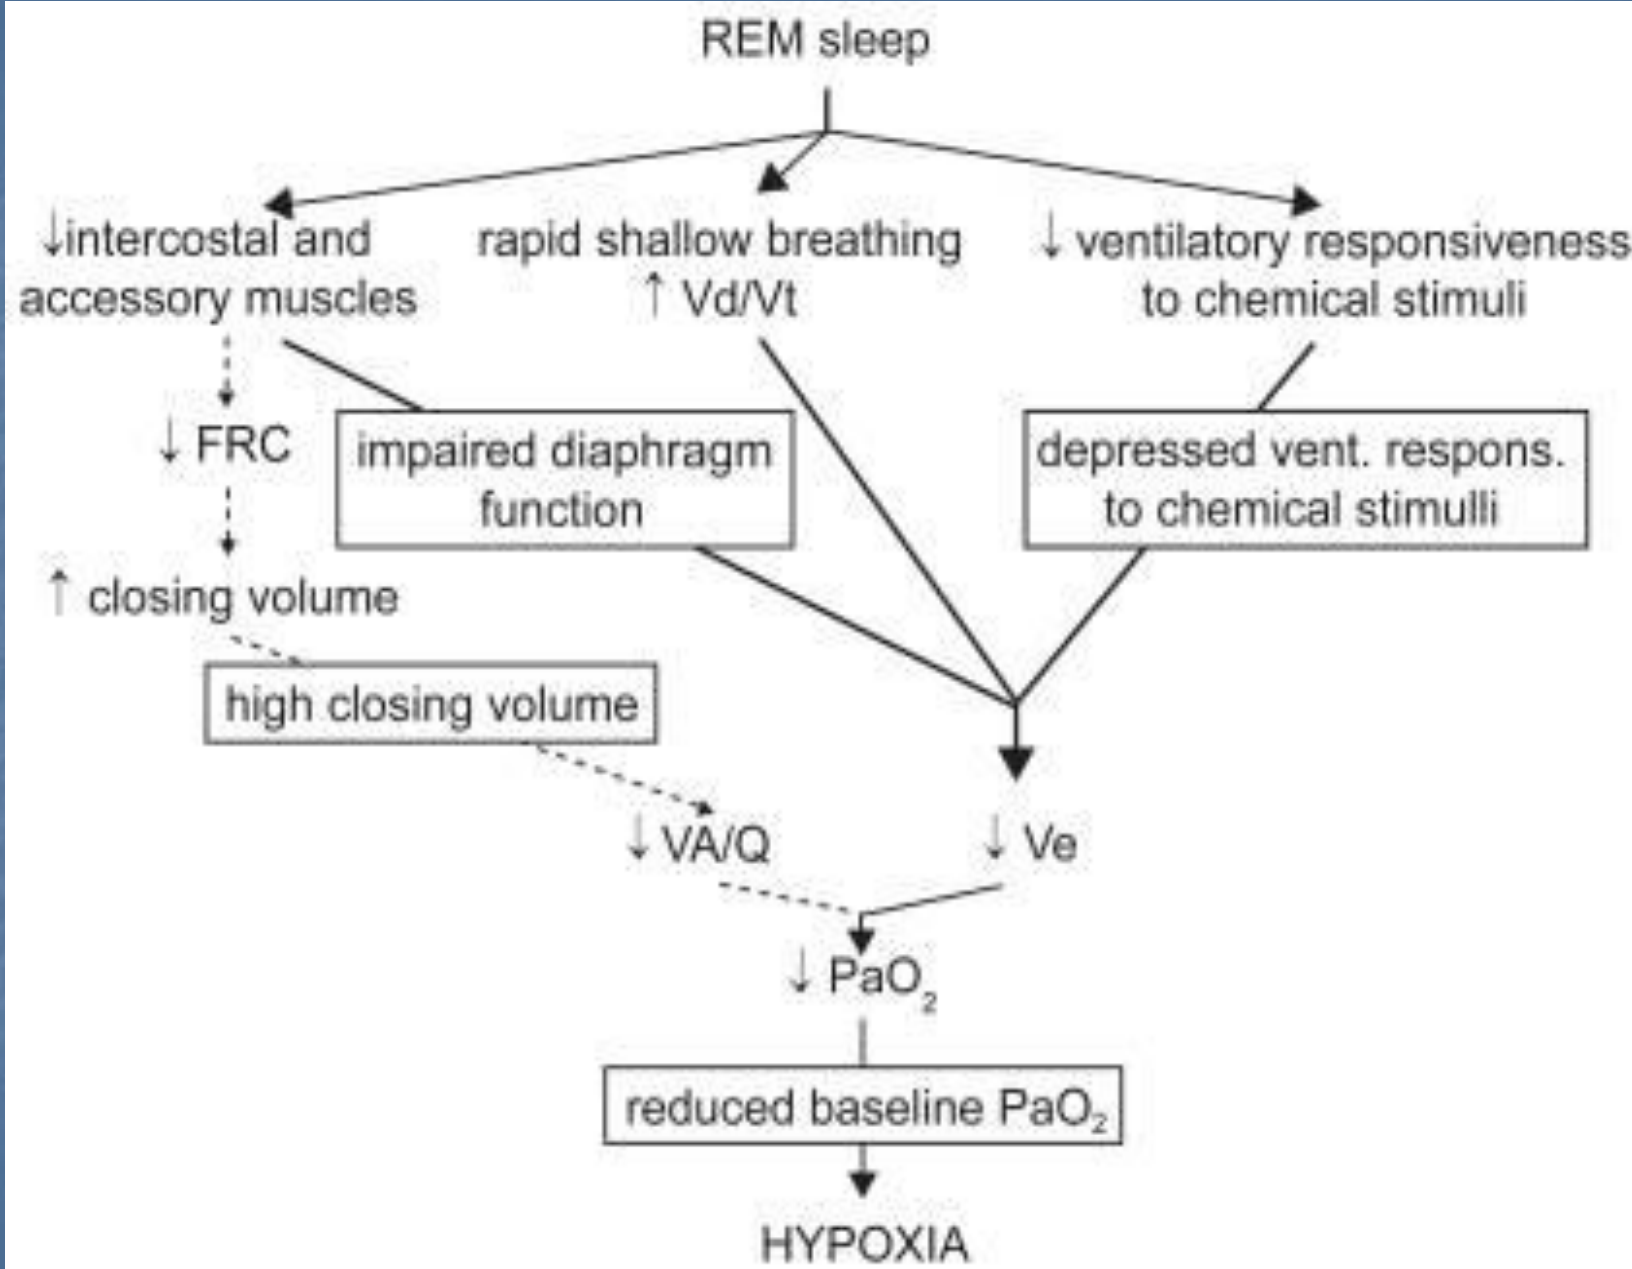 REM sleep
↓intercostal and
accessory muscles
rapid shallow breathing
↑ Vd/Vt
↓ ventilatory responsiveness
to chemical stimuli
↓ FRC
impaired diaphragm
function
depressed vent. respons.
to chemical stimulli
↑ closing volume
high closing volume
↓ VA/Q
↓ Ve
↓ PaO₂
reduced baseline PaO₂
HYPOXIA